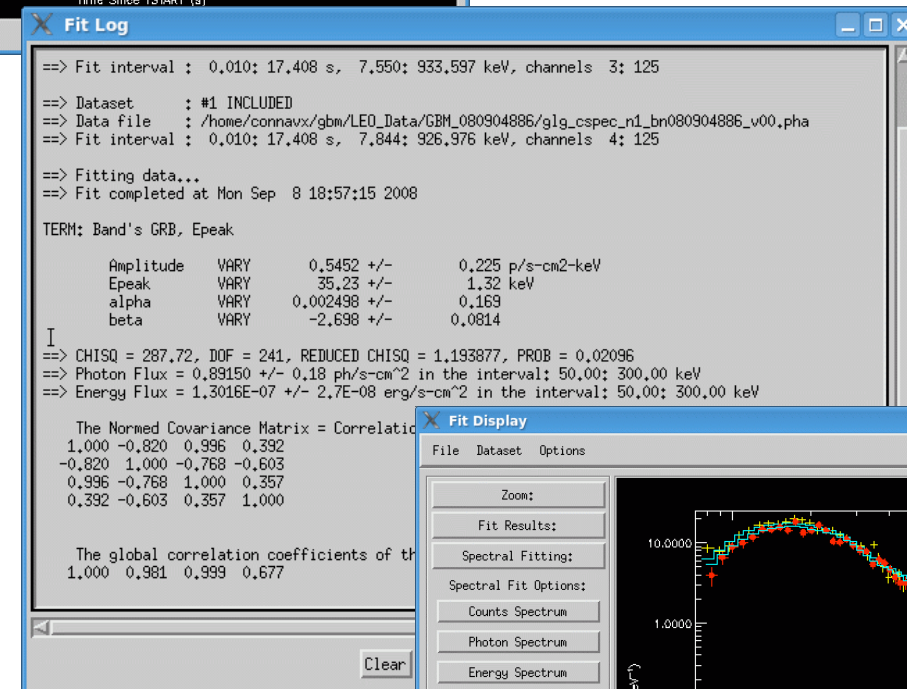 Time Since TSTART (s)
Fit Log
==> Fit interval :  0.010: 17.408 s,  7.550: 933.597 keV, channels  3: 125
==> Dataset      : #1 INCLUDED
==> Data file    : /home/connavx/gbm/LEO_Data/GBM_080904886/glg_cspec_n1_bn080904886_v00.pha
==> Fit interval :  0.010: 17.408 s,  7.844: 926.976 keV, channels  4: 125
==> Fitting data...
==> Fit completed at Mon Sep  8 18:57:15 2008
TERM: Band's GRB, Epeak
Amplitude    VARY    0.5452 +/-    0.225 p/s-cm2-keV
Epeak    VARY    35.23 +/-    1.32 keV
alpha    VARY    0.002498 +/-    0.169
beta    VARY    -2.698 +/-    0.0814
==> CHISQ = 287.72, DOF = 241, REDUCED CHISQ = 1.193877, PROB = 0.02096
==> Photon Flux = 0.89150 +/- 0.18 ph/s-cm^2 in the interval: 50.00: 300.00 keV
==> Energy Flux = 1.3016E-07 +/- 2.7E-08 erg/s-cm^2 in the interval: 50.00: 300.00 keV
The Normed Covariance Matrix = Correlatio
1.000 -0.820  0.996  0.392
-0.820  1.000 -0.768 -0.603
0.996 -0.768  1.000  0.357
0.392 -0.603  0.357  1.000
The global correlation coefficients of th
1.000  0.981  0.999  0.677
Clear
Fit Display
File  Dataset  Options
Zoom:
Fit Results:
Spectral Fitting:
Spectral Fit Options:
Counts Spectrum
Photon Spectrum
Energy Spectrum
10.0000
1.0000